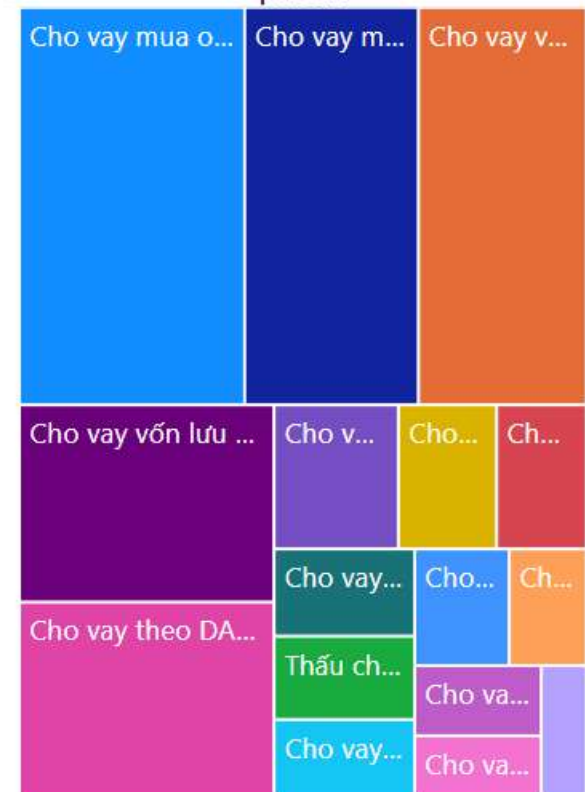 Cho vay mua o...
Cho vay m...
Cho vay v...
Cho vay vốn lưu ...
Cho v...
Cho...
Ch...
Cho vay...
Cho...
Ch...
Cho vay theo DA...
Thấu ch...
Cho va...
Cho vay...
Cho va...